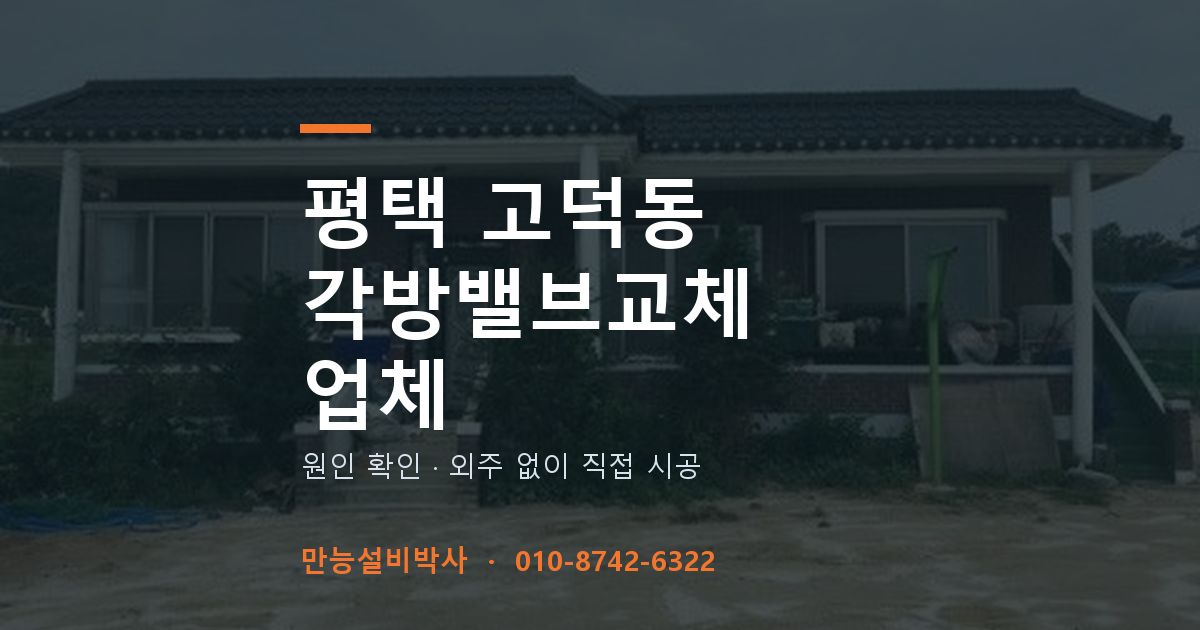 평택 고덕동
각방밸브교체
업체
원인 확인 · 외주 없이 직접 시공
만능설비박사 · 010-8742-6322